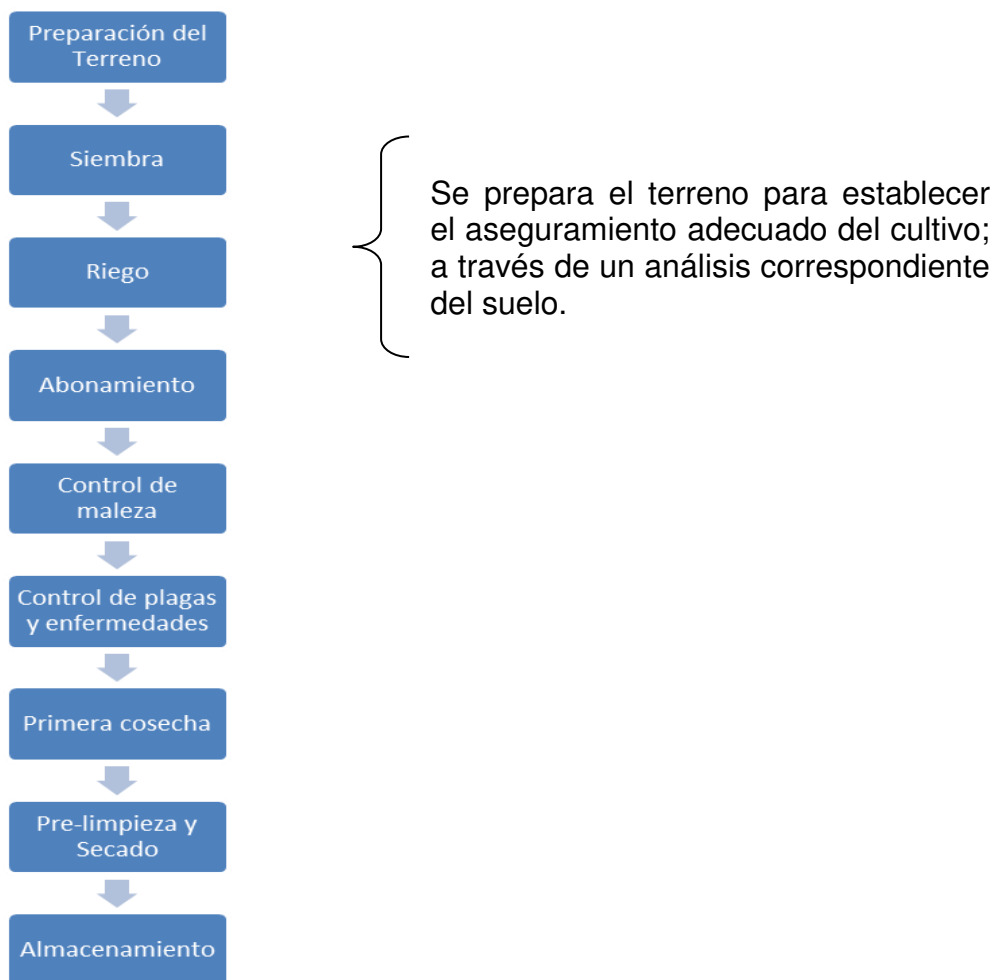 Preparación del
Terreno
Siembra
Se prepara el terreno para establecer
el aseguramiento adecuado del cultivo;
a través de un análisis correspondiente
del suelo.
Riego
Abonamiento
Control de
maleza
Control de plagas
y enfermedades
Primera cosecha
Pre-limpieza y
Secado
Almacenamiento